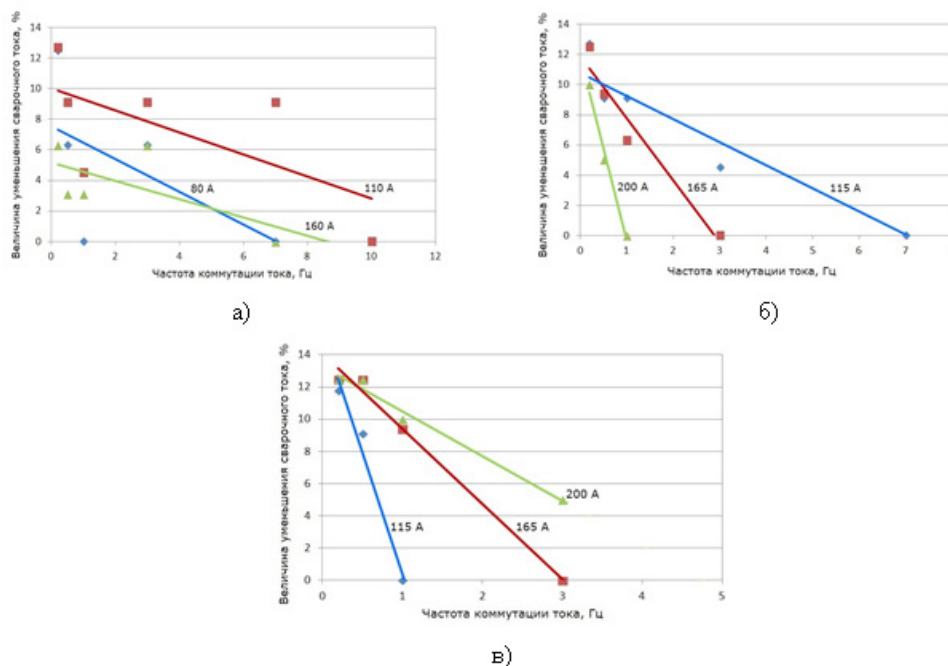 Величина уменьшения сварочного тока, %
14
12
10
8
6
4
2
0
80 А
110 А
160 А
0 2 4 6 8 10 12
Частота коммутации тока, Гц
а)
Величина уменьшения сварочного тока, %
14
12
10
8
6
4
2
0
200 А
165 А
115 А
0 1 2 3 4 5 6 7 8
Частота коммутации тока, Гц
б)
Величина уменьшения сварочного тока, %
14
12
10
8
6
4
2
0
115 А
165 А
200 А
0 1 2 3 4 5
Частота коммутации тока, Гц
в)